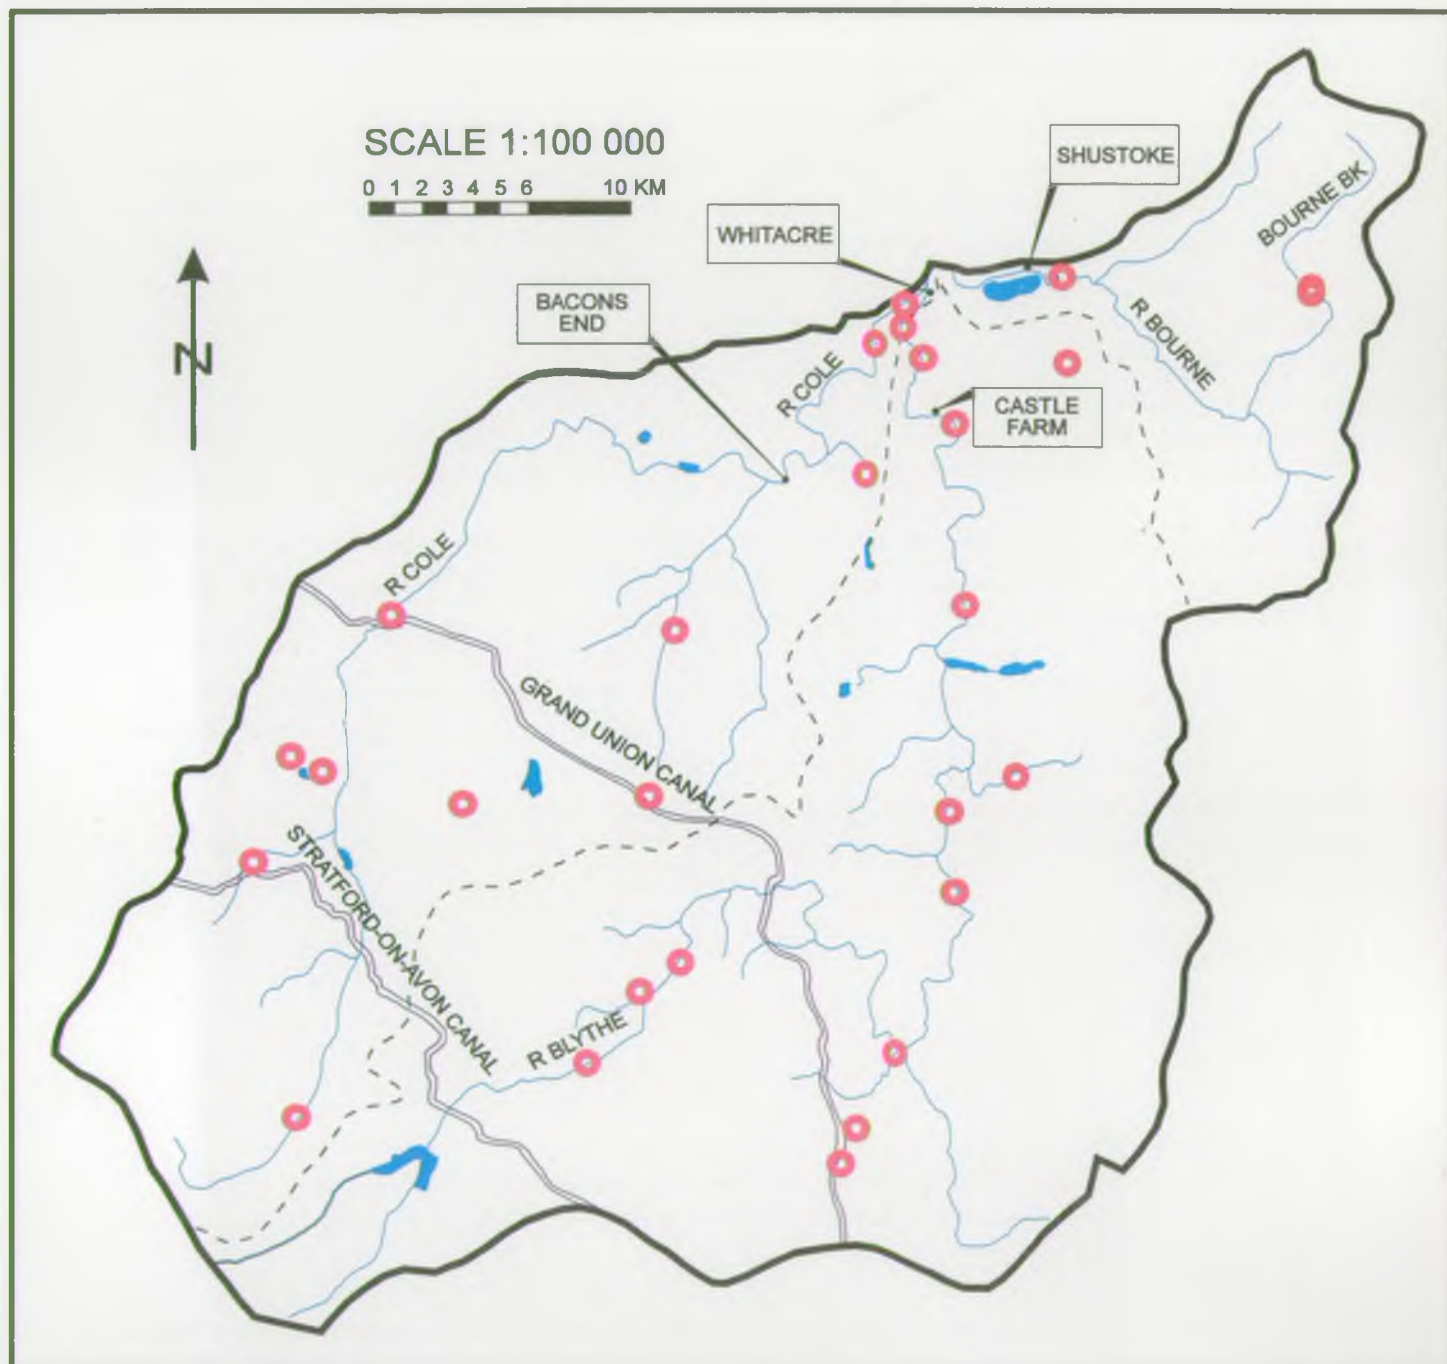 SCALE 1:100 000
0 1 2 3 4 5 6 10 KM
SHUSTOKE
WHITACRE
BOURNE BK
BACONS
END
N
R BOURNE
R COLE
CASTLE
FARM
R COLE
GRAND UNION CANAL
STRATFORD-ON-AVON CANAL
R BLYTHE